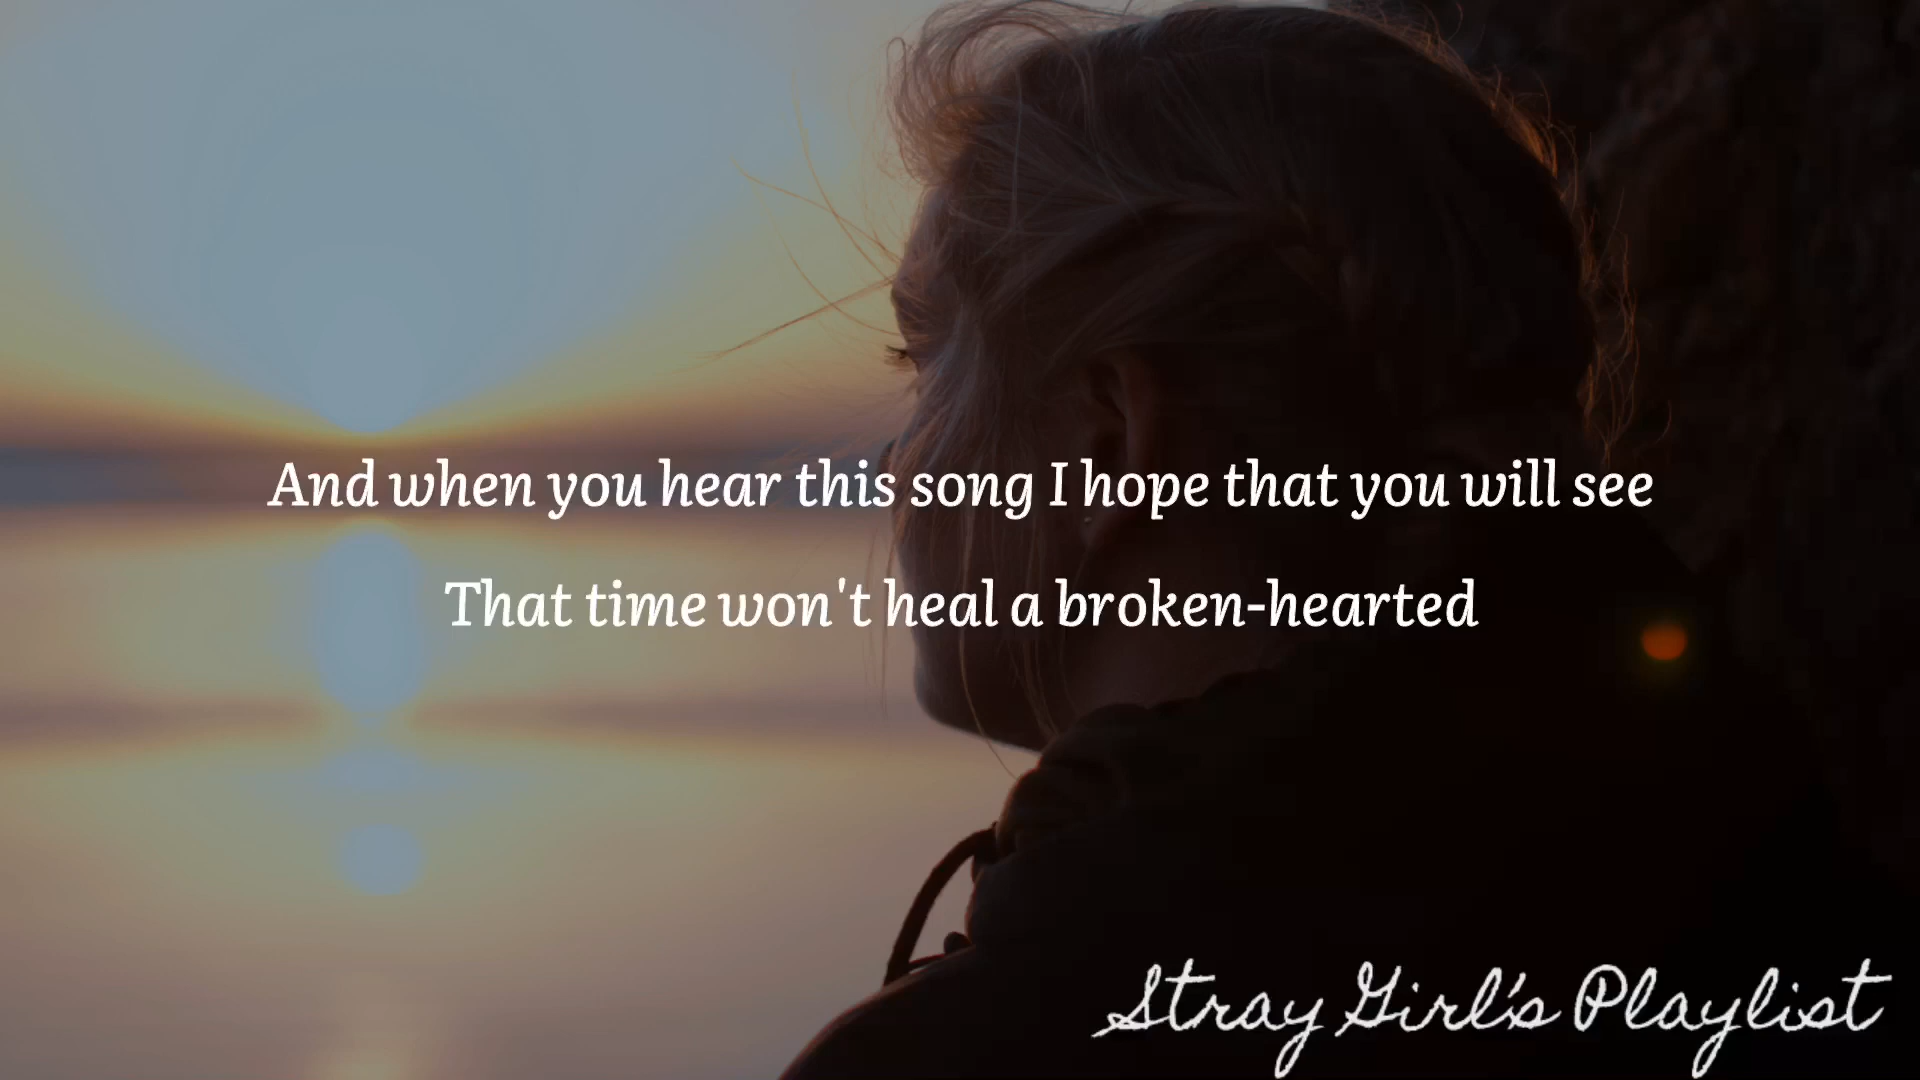 And when you hear this song I hope that you will see
That time won't heal a broken-hearted
Stray Girl's Playlist